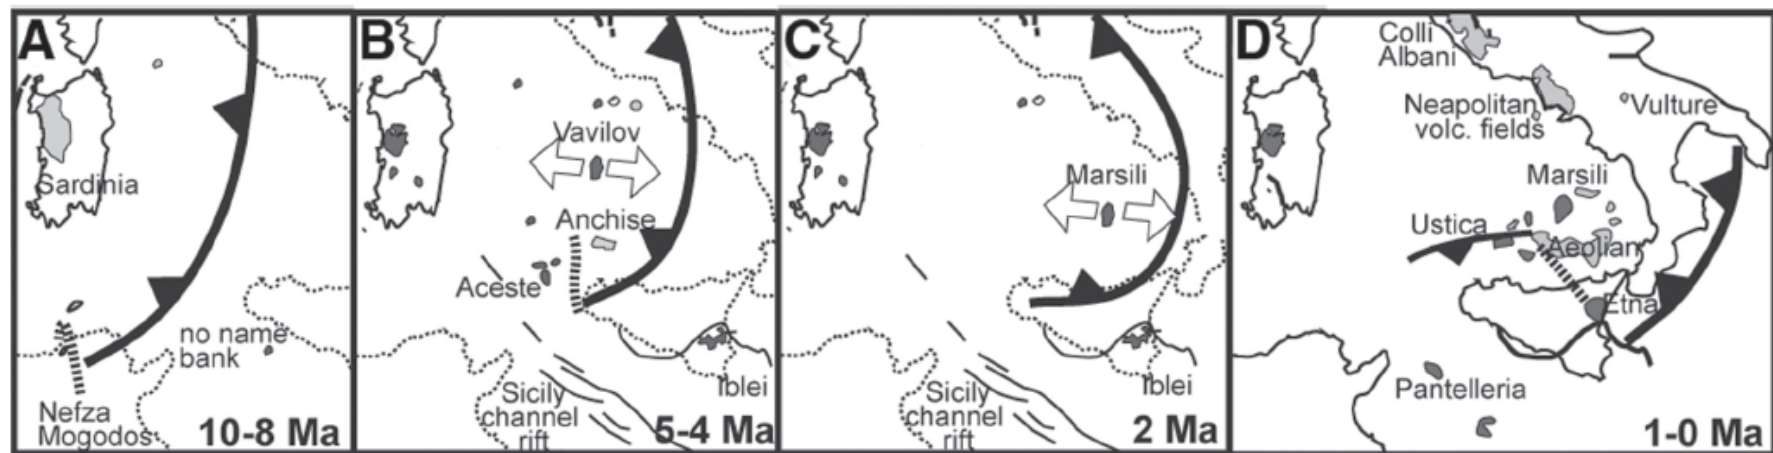 A
Sardinia
no name
bank
Nefza
Mogodos
10-8 Ma
B
Vavilov
Anchise
Aceste
Iblei
Sicily
channel
rift
5-4 Ma
C
Marsili
Iblei
Sicily
channel
rift
2 Ma
D
Colli
Albani
Neapolitan
volc. fields
Vulture
Marsili
Ustica
Aeolian
Etna
Pantelleria
1-0 Ma